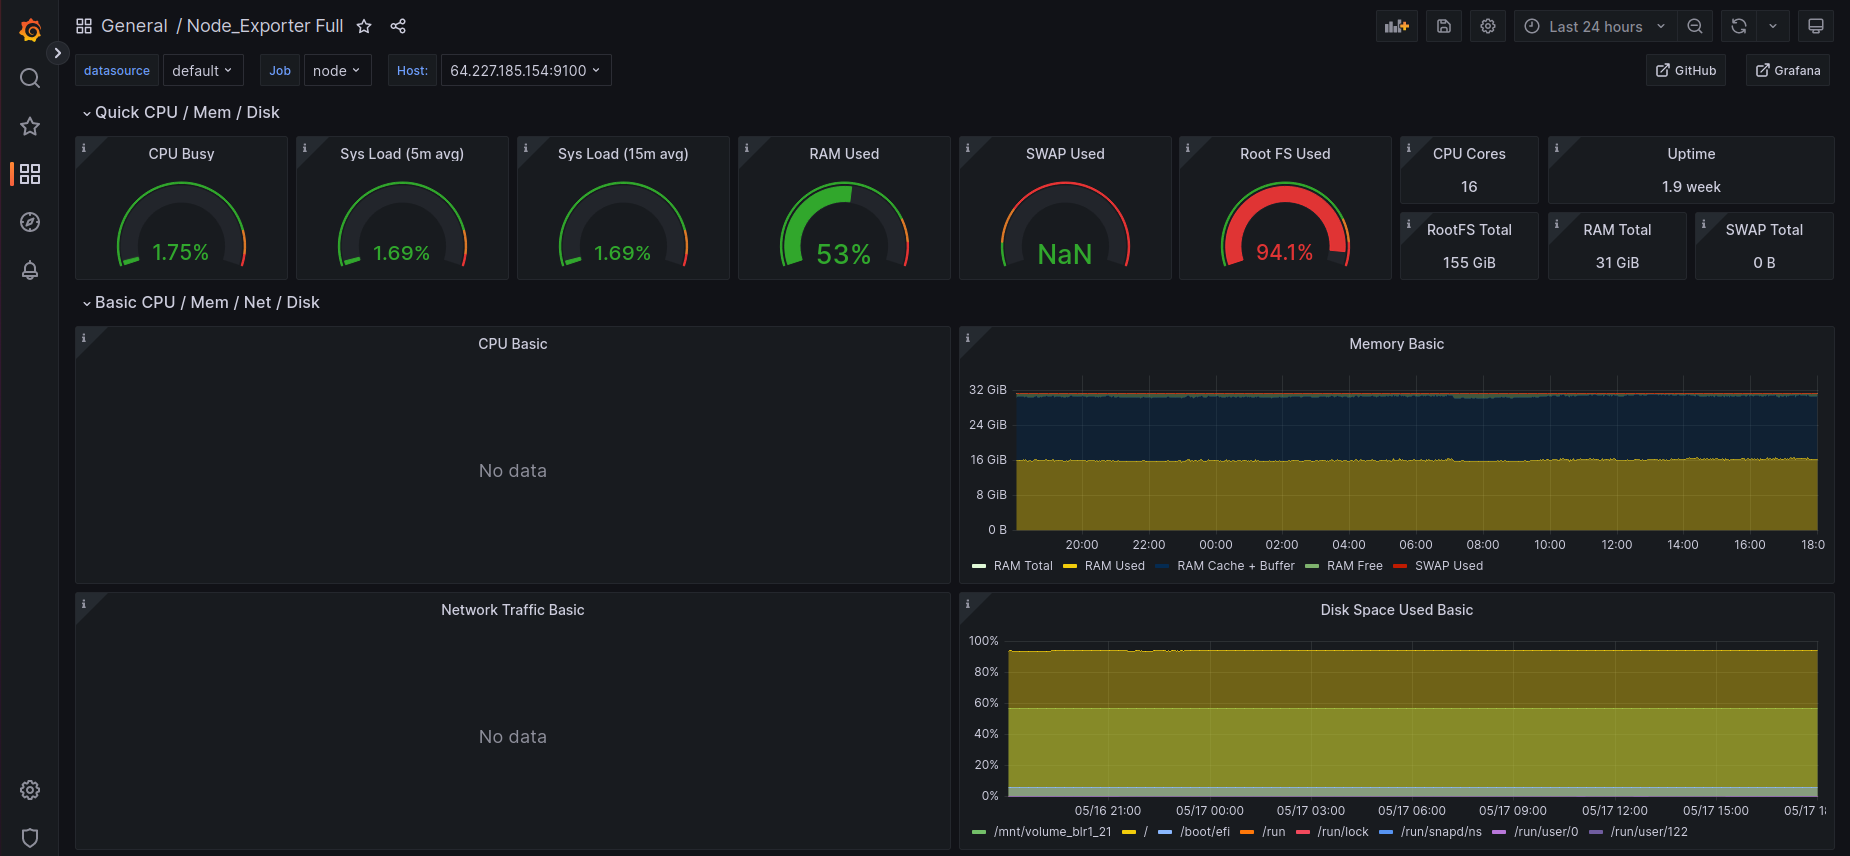 General / Node_Exporter Full
Last 24 hours
datasource default Job node Host: 64.227.185.154:9100 GitHub Grafana
Quick CPU / Mem / Disk
CPU Busy
1.75%
Sys Load (5m avg)
1.69%
Sys Load (15m avg)
1.69%
RAM Used
53%
SWAP Used
NaN
Root FS Used
94.1%
CPU Cores
16
Uptime
1.9 week
RootFS Total
155 GiB
RAM Total
31 GiB
SWAP Total
0 B
Basic CPU / Mem / Net / Disk
CPU Basic
No data
Memory Basic
32 GiB
24 GiB
16 GiB
8 GiB
0 B
20:00 22:00 00:00 02:00 04:00 06:00 08:00 10:00 12:00 14:00 16:00 18:0
RAM Total RAM Used RAM Cache + Buffer RAM Free SWAP Used
Network Traffic Basic
No data
Disk Space Used Basic
100%
80%
60%
40%
20%
0%
05/16 21:00 05/17 00:00 05/17 03:00 05/17 06:00 05/17 09:00 05/17 12:00 05/17 15:00 05/17 18
/mnt/volume_blr1_21 / /boot/efi /run /run/lock /run/snapd/ns /run/user/0 /run/user/122